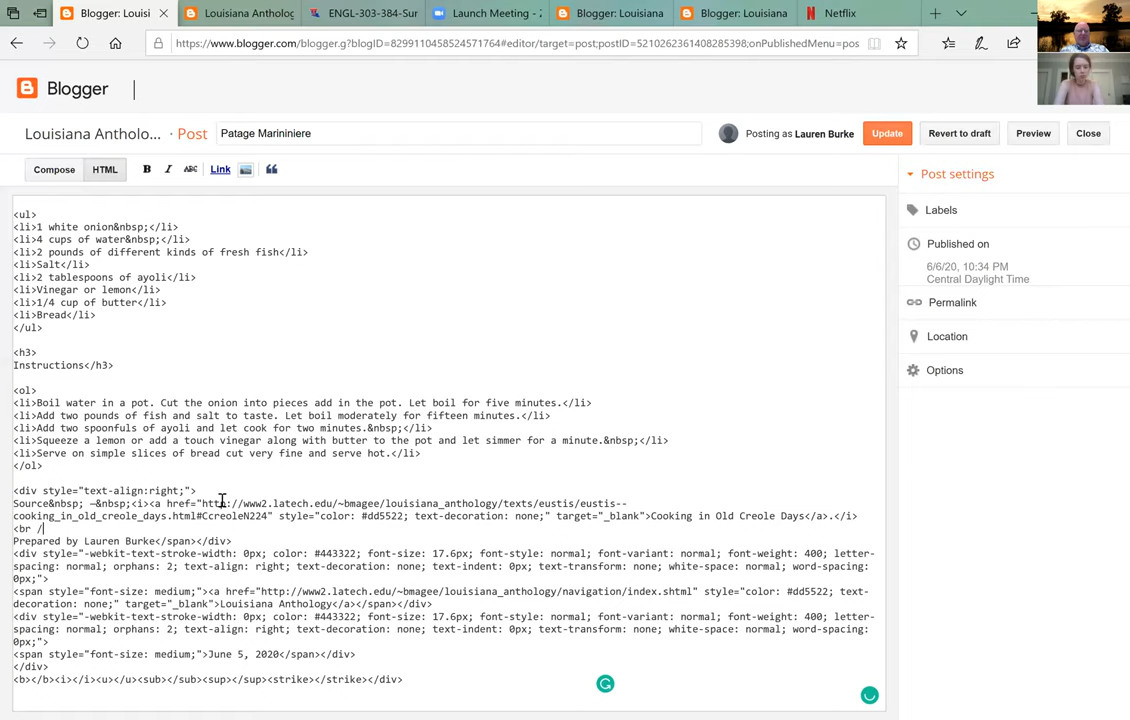 Blogger: Louisi
Louisiana Antholog
ENGL-303-384-Sur
Launch Meeting - Z
Blogger: Louisiana
Blogger: Louisiana
Netflix
https://www.blogger.com/blogger.g?blogID=8299110458524571764#editor/target=post;postID=5210262361408285398;onPublishedMenu=pos
Blogger
Louisiana Antholo... · Post
Patage Marininiere
Posting as Lauren Burke
Update
Revert to draft
Preview
Close
Compose
HTML
B
I
ABC
Link
Post settings
Labels
Published on
6/6/20, 10:34 PM
Central Daylight Time
Permalink
Location
Options
<ul>
<li>1 white onion&nbsp;</li>
<li>4 cups of water&nbsp;</li>
<li>2 pounds of different kinds of fresh fish</li>
<li>Salt</li>
<li>2 tablespoons of ayoli</li>
<li>Vinegar or lemon</li>
<li>1/4 cup of butter</li>
<li>Bread</li>
</ul>
<h3>
Instructions</h3>
<ol>
<li>Boil water in a pot. Cut the onion into pieces add in the pot. Let boil for five minutes.</li>
<li>Add two pounds of fish and salt to taste. Let boil moderately for fifteen minutes.</li>
<li>Add two spoonfuls of ayoli and let cook for two minutes.&nbsp;</li>
<li>Squeeze a lemon or add a touch vinegar along with butter to the pot and let simmer for a minute.&nbsp;</li>
<li>Serve on simple slices of bread cut very fine and serve hot.</li>
</ol>
<div style="text-align:right;">
Source&nbsp; —&nbsp;<i><a href="http://www2.latech.edu/~bmagee/louisiana_anthology/texts/eustis/eustis--
cooking_in_old_creole_days.html#CcreoleN224" style="color: #dd5522; text-decoration: none;" target="_blank">Cooking in Old Creole Days</a>.</i>
<br /
Prepared by Lauren Burke</span></div>
<div style="-webkit-text-stroke-width: 0px; color: #443322; font-size: 17.6px; font-style: normal; font-variant: normal; font-weight: 400; letter-
spacing: normal; orphans: 2; text-align: right; text-decoration: none; text-indent: 0px; text-transform: none; white-space: normal; word-spacing:
0px;">
<span style="font-size: medium;"><a href="http://www2.latech.edu/~bmagee/louisiana_anthology/navigation/index.shtml" style="color: #dd5522; text-
decoration: none;" target="_blank">Louisiana Anthology</a></span></div>
<div style="-webkit-text-stroke-width: 0px; color: #443322; font-size: 17.6px; font-style: normal; font-variant: normal; font-weight: 400; letter-
spacing: normal; orphans: 2; text-align: right; text-decoration: none; text-indent: 0px; text-transform: none; white-space: normal; word-spacing:
0px;">
<span style="font-size: medium;">June 5, 2020</span></div>
</div>
<b></b><i></i><u></u><sub></sub><sup></sup><strike></strike></div>